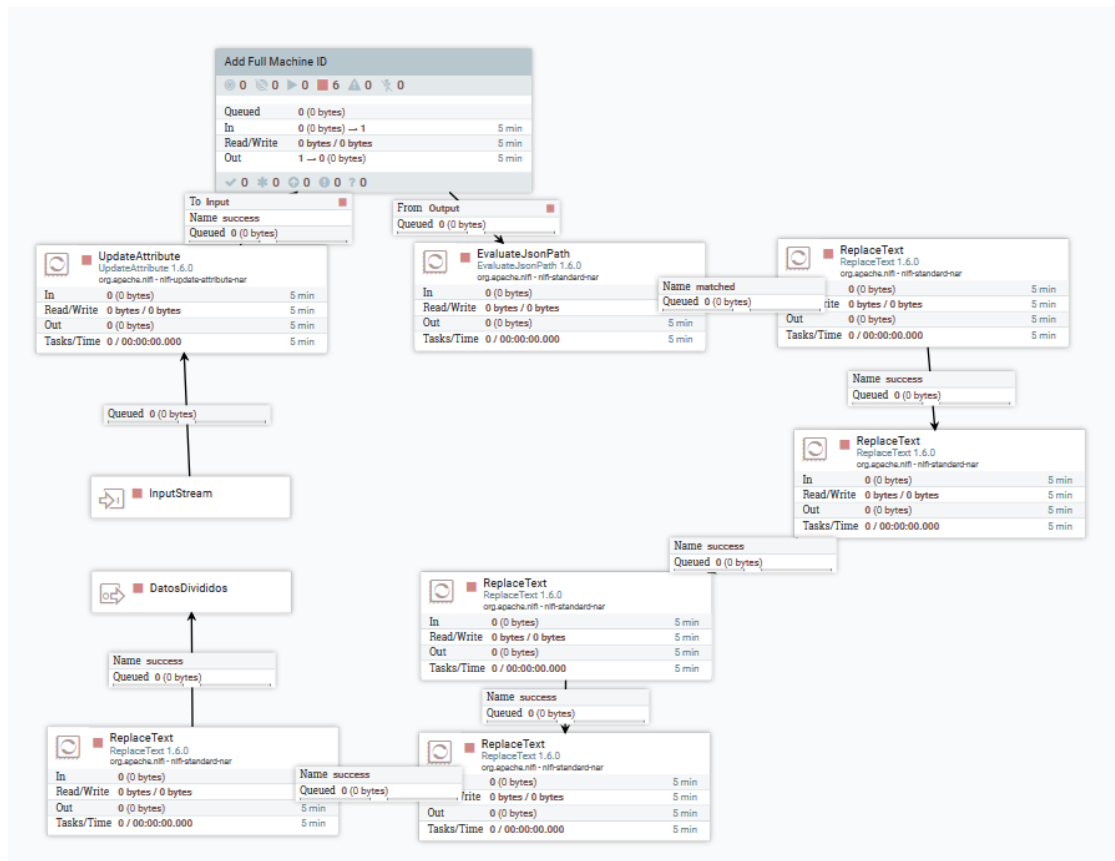 Add Full Machine ID
0 0 0 6 0 0
Queued 0 (0 bytes)
In 0 (0 bytes) → 1 5 min
Read/Write 0 bytes / 0 bytes 5 min
Out 1 → 0 (0 bytes) 5 min
0 0 0 0 ? 0
To Input
Name success
Queued 0 (0 bytes)
From Output
Queued 0 (0 bytes)
UpdateAttribute
UpdateAttribute 1.6.0
org.apache.nifi - nifi-update-attribute-nar
In 0 (0 bytes) 5 min
Read/Write 0 bytes / 0 bytes 5 min
Out 0 (0 bytes) 5 min
Tasks/Time 0 / 00:00:00.000 5 min
EvaluateJsonPath
EvaluateJsonPath 1.6.0
org.apache.nifi - nifi-standard-nar
In 0 (0 bytes)
Read/Write 0 bytes / 0 bytes
Out 0 (0 bytes) 5 min
Tasks/Time 0 / 00:00:00.000 5 min
Name matched
Queued 0 (0 bytes)
ReplaceText
ReplaceText 1.6.0
org.apache.nifi - nifi-standard-nar
0 (0 bytes) 5 min
rite 0 bytes / 0 bytes 5 min
Out 0 (0 bytes) 5 min
Tasks/Time 0 / 00:00:00.000 5 min
Name success
Queued 0 (0 bytes)
Queued 0 (0 bytes)
ReplaceText
ReplaceText 1.6.0
org.apache.nifi - nifi-standard-nar
In 0 (0 bytes) 5 min
Read/Write 0 bytes / 0 bytes 5 min
Out 0 (0 bytes) 5 min
Tasks/Time 0 / 00:00:00.000 5 min
InputStream
Name success
Queued 0 (0 bytes)
DatosDivididos
ReplaceText
ReplaceText 1.6.0
org.apache.nifi - nifi-standard-nar
In 0 (0 bytes) 5 min
Read/Write 0 bytes / 0 bytes 5 min
Out 0 (0 bytes) 5 min
Tasks/Time 0 / 00:00:00.000 5 min
Name success
Queued 0 (0 bytes)
Name success
Queued 0 (0 bytes)
ReplaceText
ReplaceText 1.6.0
org.apache.nifi - nifi-standard-nar
In 0 (0 bytes)
Read/Write 0 bytes / 0 bytes
Out 0 (0 bytes) 5 min
Tasks/Time 0 / 00:00:00.000 5 min
Name success
Queued 0 (0 bytes)
ReplaceText
ReplaceText 1.6.0
org.apache.nifi - nifi-standard-nar
0 (0 bytes) 5 min
rite 0 bytes / 0 bytes 5 min
Out 0 (0 bytes) 5 min
Tasks/Time 0 / 00:00:00.000 5 min